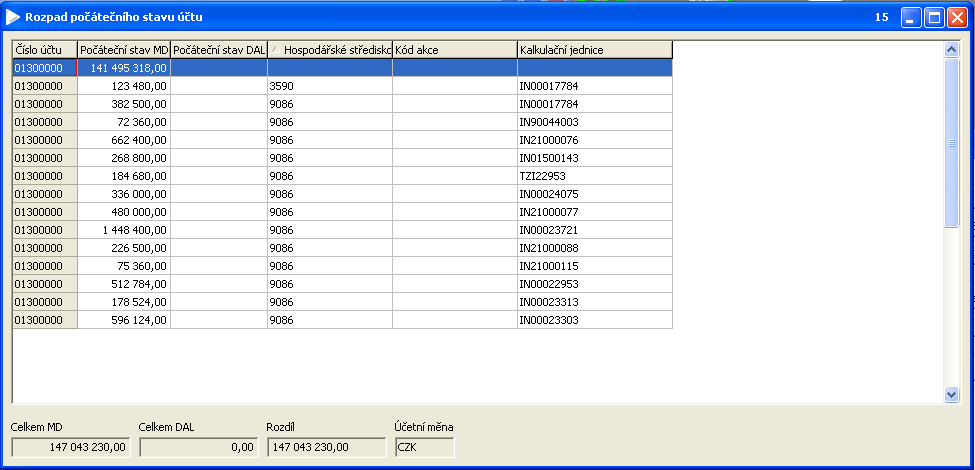 Rozpad počátečního stavu účtu 15
Číslo účtu Počáteční stav MD Počáteční stav DAL Hospodářské středisko Kód akce Kalkulační jednice
01300000 141 495 318,00
01300000 123 480,00 3590 IN00017784
01300000 382 500,00 9086 IN00017784
01300000 72 360,00 9086 IN90044003
01300000 662 400,00 9086 IN21000076
01300000 268 800,00 9086 IN01500143
01300000 184 680,00 9086 TZI22953
01300000 336 000,00 9086 IN00024075
01300000 480 000,00 9086 IN21000077
01300000 1 448 400,00 9086 IN00023721
01300000 226 500,00 9086 IN21000088
01300000 75 360,00 9086 IN21000115
01300000 512 784,00 9086 IN00022953
01300000 178 524,00 9086 IN00023313
01300000 596 124,00 9086 IN00023303
Celkem MD Celkem DAL Rozdíl Účetní měna
147 043 230,00 0,00 147 043 230,00 CZK